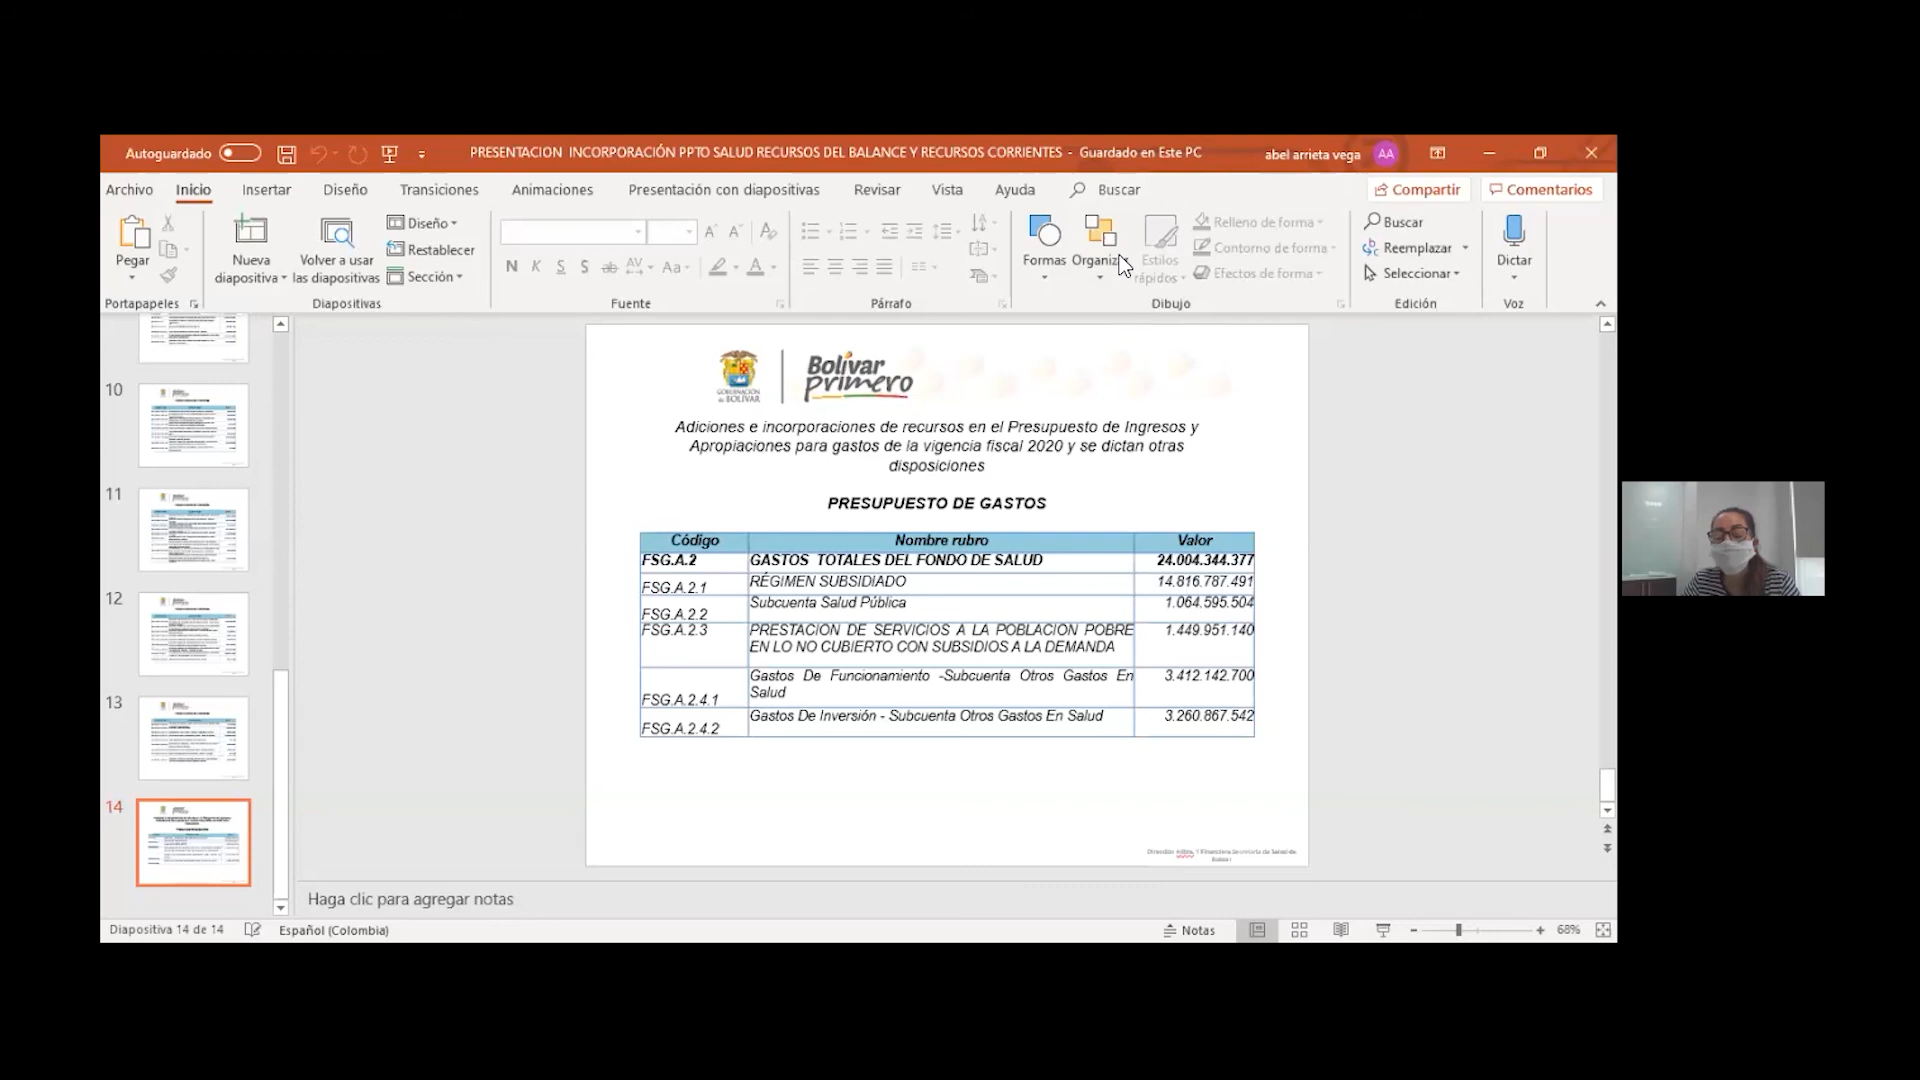 Autoguardado
PRESENTACION INCORPORACIÓN PPTO SALUD RECURSOS DEL BALANCE Y RECURSOS CORRIENTES - Guardado en Este PC
abel arrieta vega
AA
Archivo Inicio Insertar Diseño Transiciones Animaciones Presentación con diapositivas Revisar Vista Ayuda Buscar
Compartir
Comentarios
Pegar
Nueva diapositiva
Volver a usar las diapositivas
Diseño
Restablecer
Sección
N K S S ab AV Aa A
Formas
Organiz
Estilos rápidos
Relleno de forma
Contorno de forma
Efectos de forma
Buscar
Reemplazar
Seleccionar
Dictar
Portapapeles Diapositivas Fuente Párrafo Dibujo Edición Voz
10
11
12
13
14
GOBERNACIÓN de BOLÍVAR
Bolívar primero
Adiciones e incorporaciones de recursos en el Presupuesto de Ingresos y
Apropiaciones para gastos de la vigencia fiscal 2020 y se dictan otras
disposiciones
PRESUPUESTO DE GASTOS
Código Nombre rubro Valor
FSG.A.2 GASTOS TOTALES DEL FONDO DE SALUD 24.004.344.377
FSG.A.2.1 RÉGIMEN SUBSIDIADO 14.816.787.491
FSG.A.2.2 Subcuenta Salud Pública 1.064.595.504
FSG.A.2.3 PRESTACION DE SERVICIOS A LA POBLACION POBRE 1.449.951.140
EN LO NO CUBIERTO CON SUBSIDIOS A LA DEMANDA
FSG.A.2.4.1 Gastos De Funcionamiento -Subcuenta Otros Gastos En 3.412.142.700
Salud
FSG.A.2.4.2 Gastos De Inversión - Subcuenta Otros Gastos En Salud 3.260.867.542
Haga clic para agregar notas
Diapositiva 14 de 14
Español (Colombia)
Notas
68%